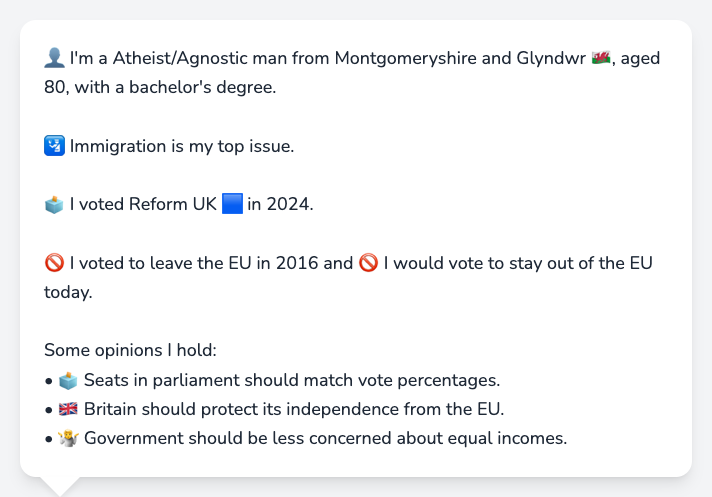 👤 I'm a Atheist/Agnostic man from Montgomeryshire and Glyndwr 🏴󠁧󠁢󠁷󠁬󠁳󠁿, aged
80, with a bachelor's degree.
🛂 Immigration is my top issue.
🗳️ I voted Reform UK 🟦 in 2024.
🚫 I voted to leave the EU in 2016 and 🚫 I would vote to stay out of the EU
today.
Some opinions I hold:
• 🗳️ Seats in parliament should match vote percentages.
• 🇬🇧 Britain should protect its independence from the EU.
• 🤷 Government should be less concerned about equal incomes.